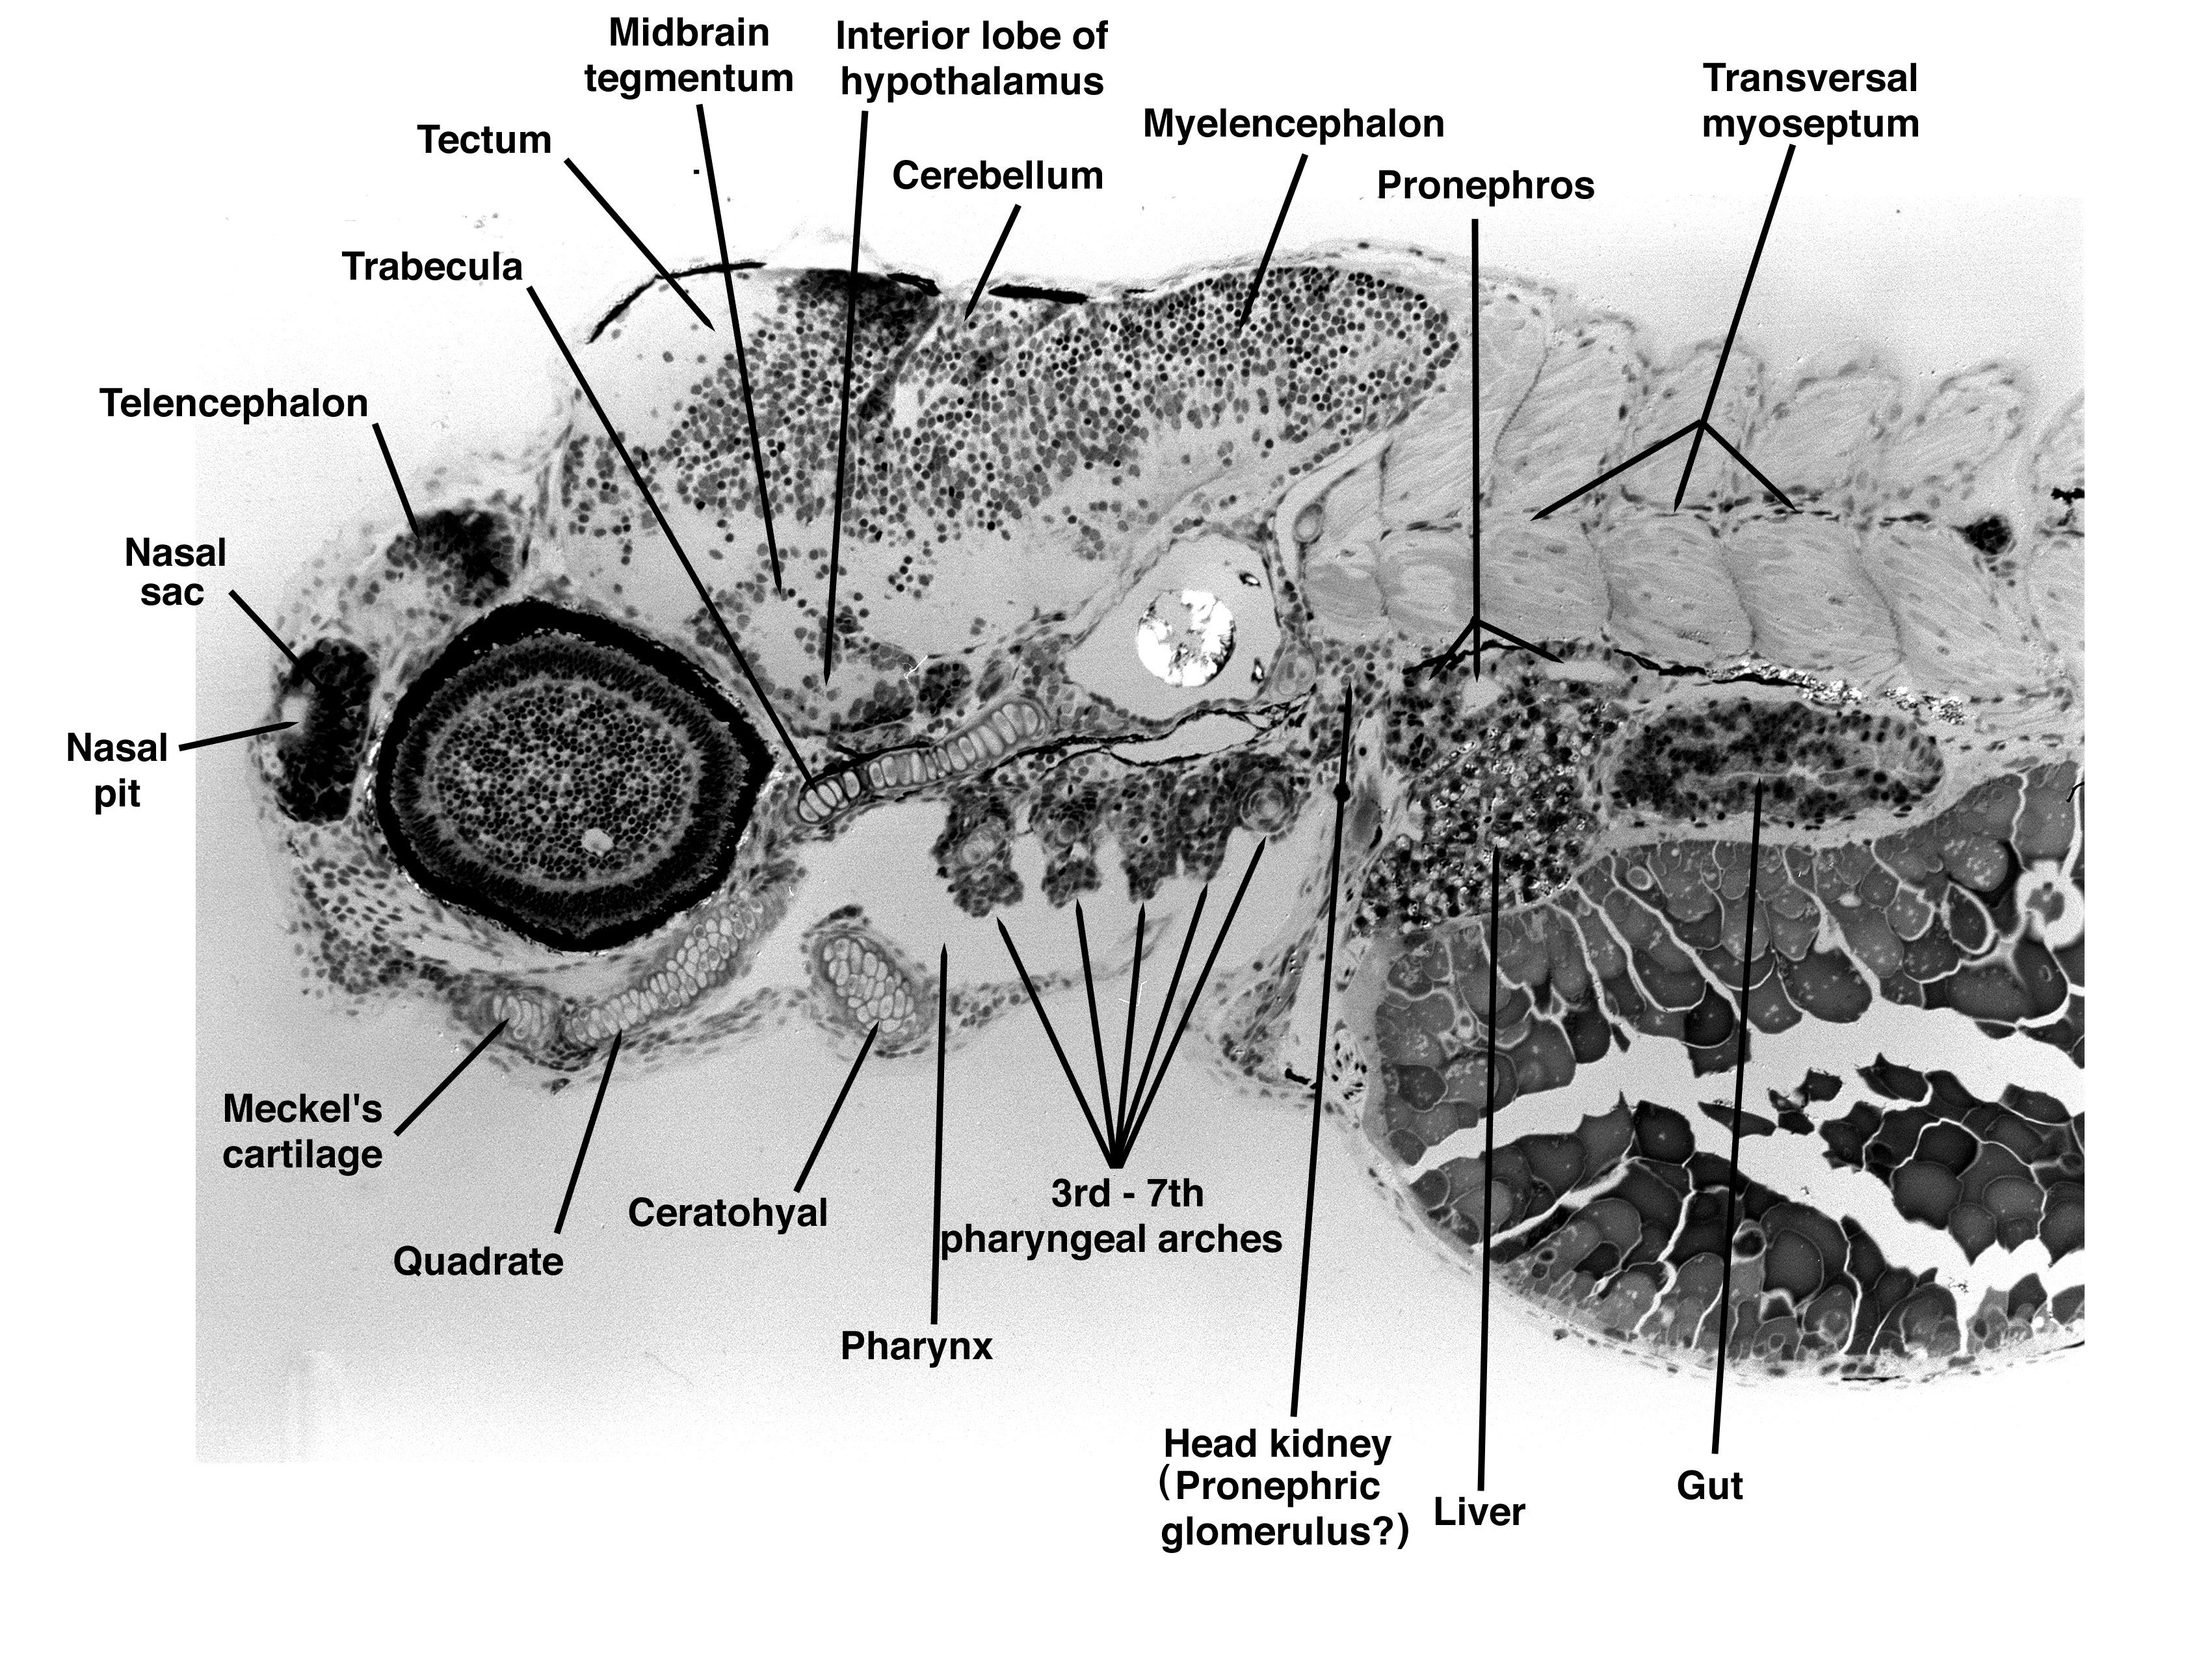 Midbrain
tegmentum
Interior lobe of
hypothalamus
Transversal
myoseptum
Tectum
Myelencephalon
Cerebellum
Pronephros
Trabecula
Telencephalon
Nasal
sac
Nasal
pit
Meckel's
cartilage
Quadrate
Ceratohyal
Pharynx
3rd - 7th
pharyngeal arches
Head kidney
(Pronephric
glomerulus?)
Liver
Gut